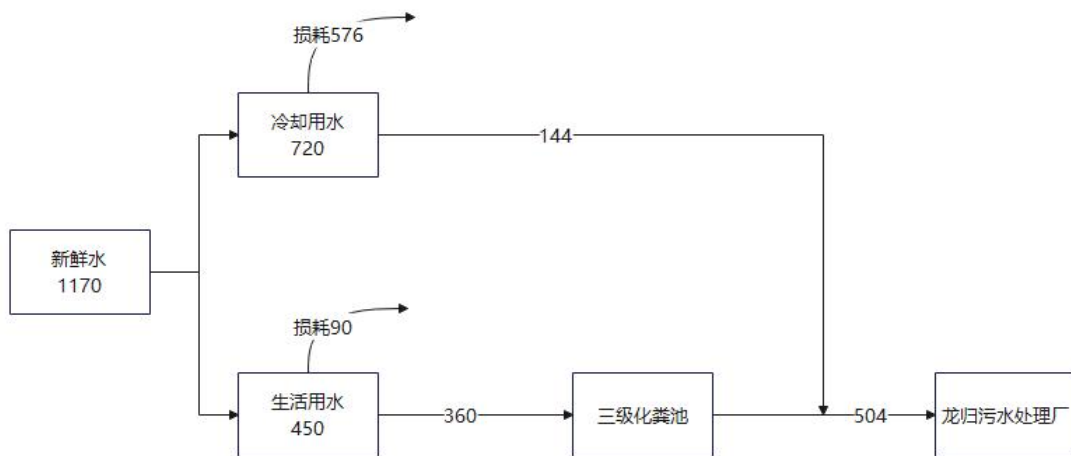 损耗576
冷却用水
720
144
新鲜水
1170
损耗90
生活用水
450
360
三级化粪池
504
龙归污水处理厂